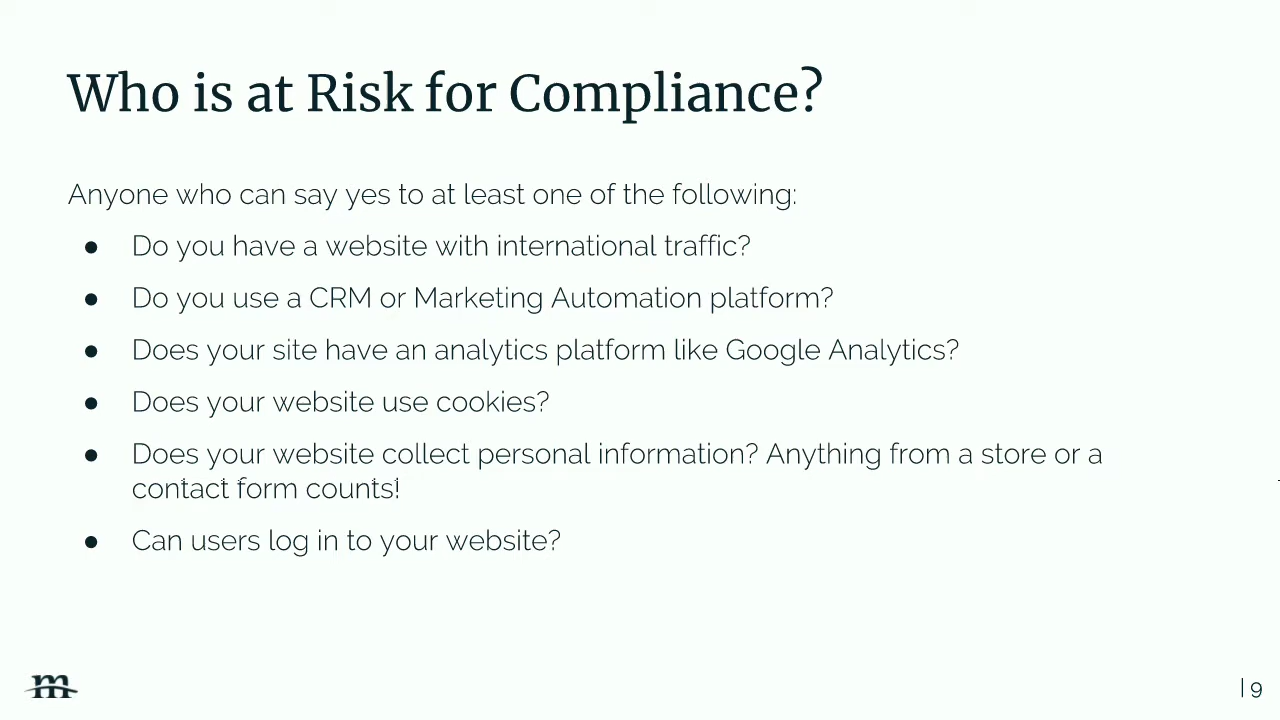 Who is at Risk for Compliance?
Anyone who can say yes to at least one of the following:
● Do you have a website with international traffic?
● Do you use a CRM or Marketing Automation platform?
● Does your site have an analytics platform like Google Analytics?
● Does your website use cookies?
● Does your website collect personal information? Anything from a store or a
contact form counts!
● Can users log in to your website?
m
| 9